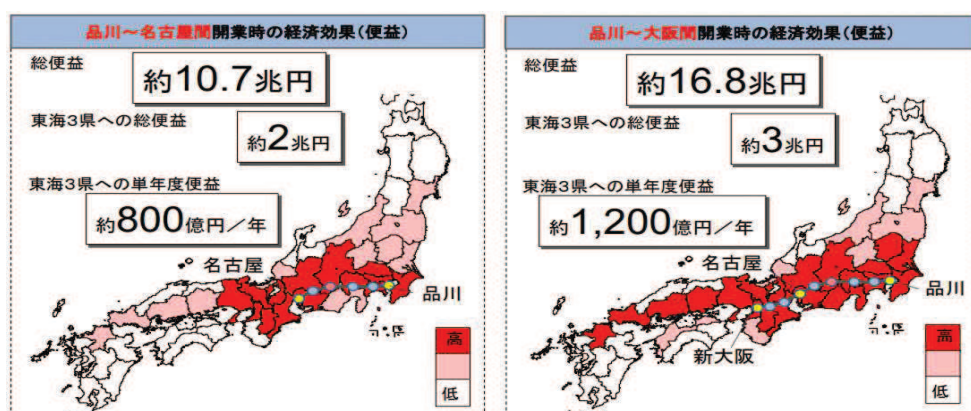 品川～名古屋間開業時の経済効果(便益)
総便益
約10.7兆円
東海3県への総便益
約2兆円
東海3県への単年度便益
約800億円／年
名古屋
品川
高
低
品川～大阪間開業時の経済効果(便益)
総便益
約16.8兆円
東海3県への総便益
約3兆円
東海3県への単年度便益
約1,200億円／年
名古屋
品川
新大阪
高
低